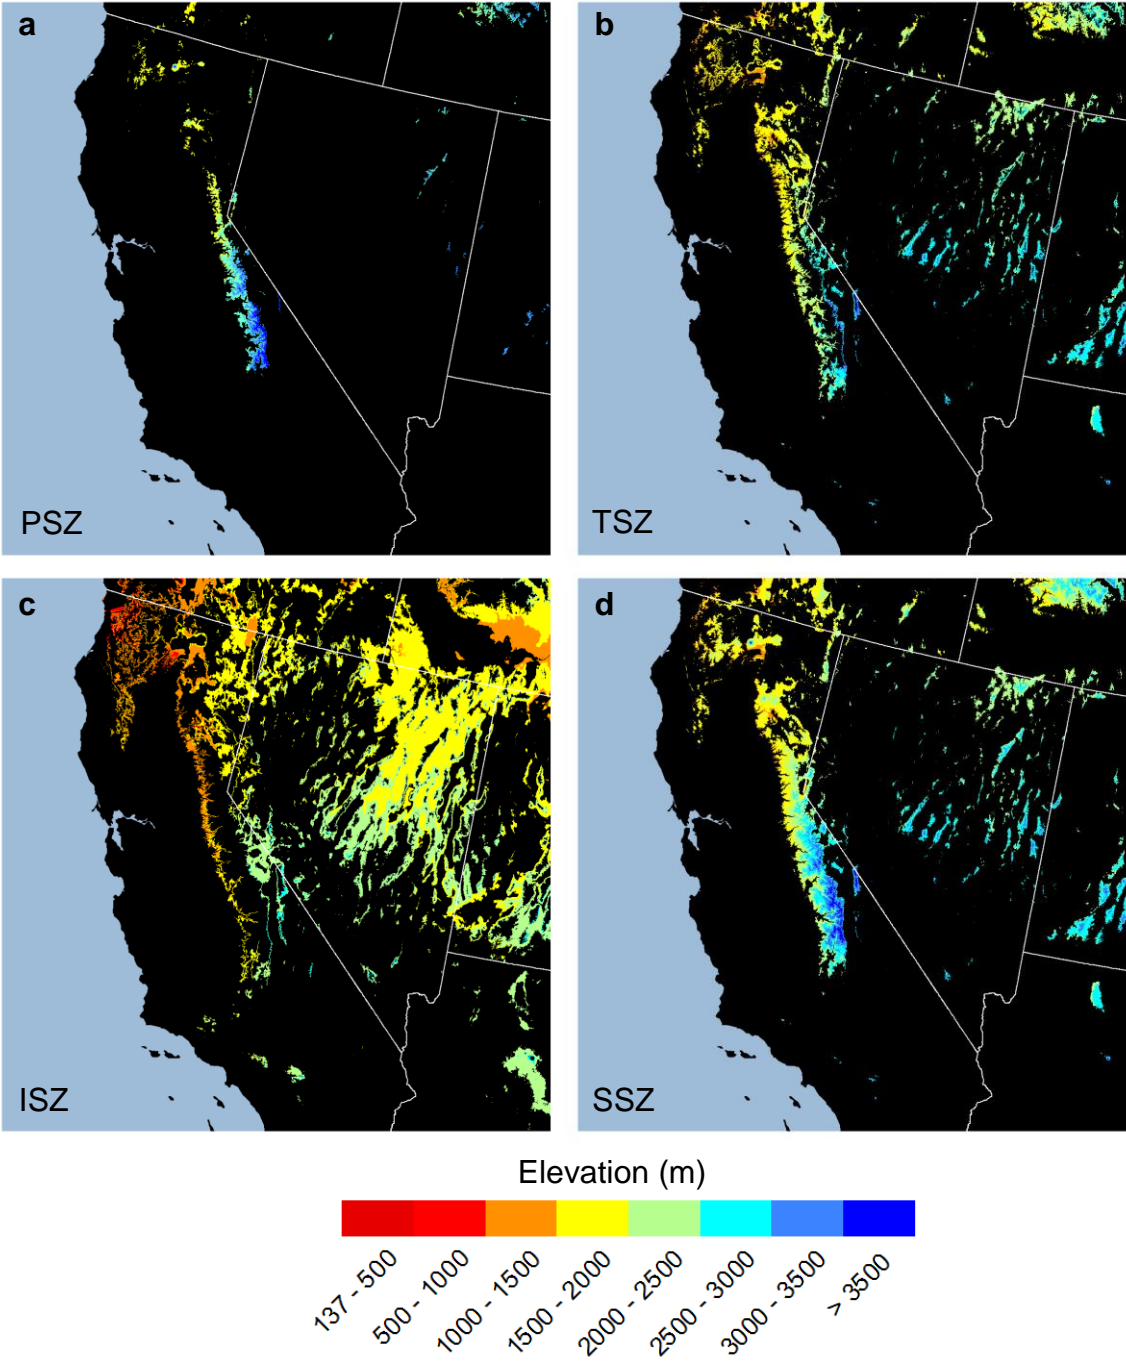 a
b
PSZ
TSZ
c
d
ISZ
SSZ
Elevation (m)
137 - 500
500 - 1000
1000 - 1500
1500 - 2000
2000 - 2500
2500 - 3000
3000 - 3500
> 3500